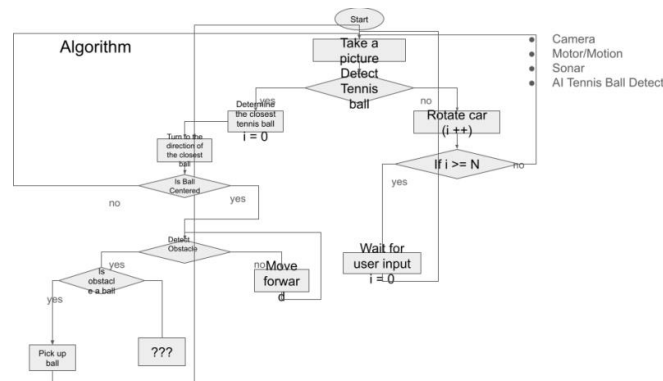 Start
Algorithm
Take a
picture
Detect
Tennis
ball
yes
no
Determine
the closest
tennis ball
i = 0
Turn to the
direction of
the closest
ball
Is Ball
Centered
no
yes
Rotate car
(i ++)
If i >= N
no
yes
Wait for
user input
i = 0
Detect
Obstacle
yes
no
Move
forwar
d
Is
obstacl
e a ball
yes
Pick up
ball
???
Camera
Motor/Motion
Sonar
AI Tennis Ball Detect